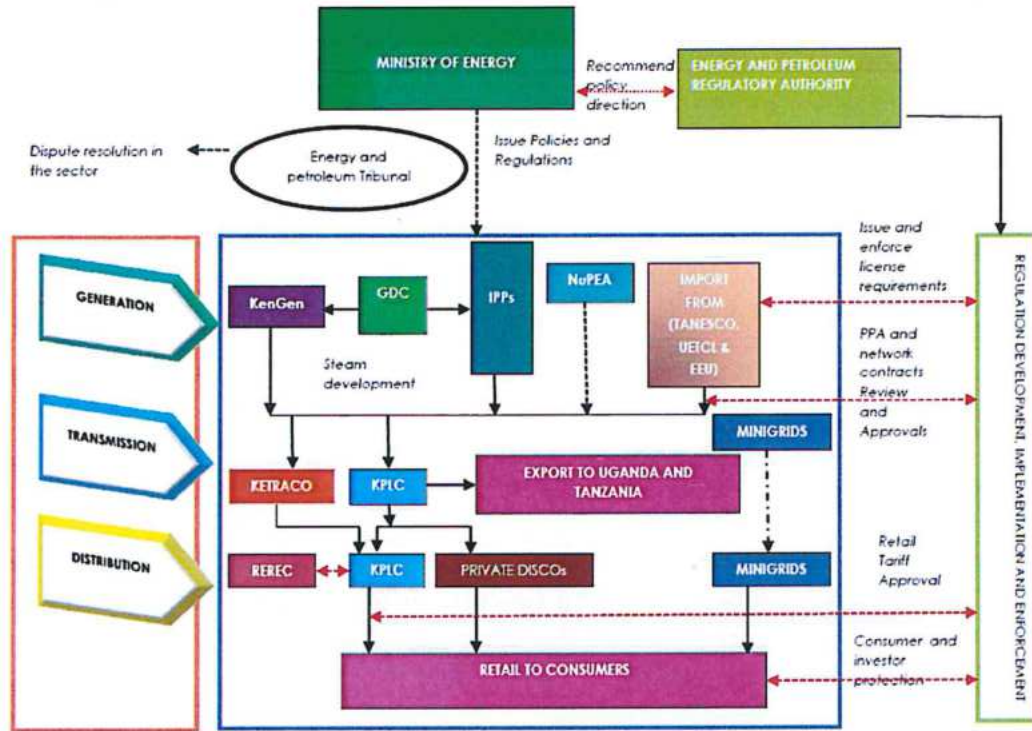 MINISTRY OF ENERGY
Recommend
policy
direction
ENERGY AND PETROLEUM
REGULATORY AUTHORITY
Dispute resolution in
the sector
Energy and
petroleum Tribunal
Issue Policies and
Regulations
GENERATION
TRANSMISSION
DISTRIBUTION
KenGen
GDC
IPPs
NuPEA
IMPORT
FROM
(TANESCO,
UETCL &
EEU)
Steam
development
KETRACO
KPLC
EXPORT TO UGANDA AND
TANZANIA
MINIGRIDS
REREC
KPLC
PRIVATE DISCOs
MINIGRIDS
RETAIL TO CONSUMERS
Issue and
enforce
license
requirements
PPA and
network
contracts
Review
and
Approvals
Retail
Tariff
Approval
Consumer and
investor
protection
REGULATION DEVELOPMENT, IMPLEMENTATION AND ENFORCEMENT